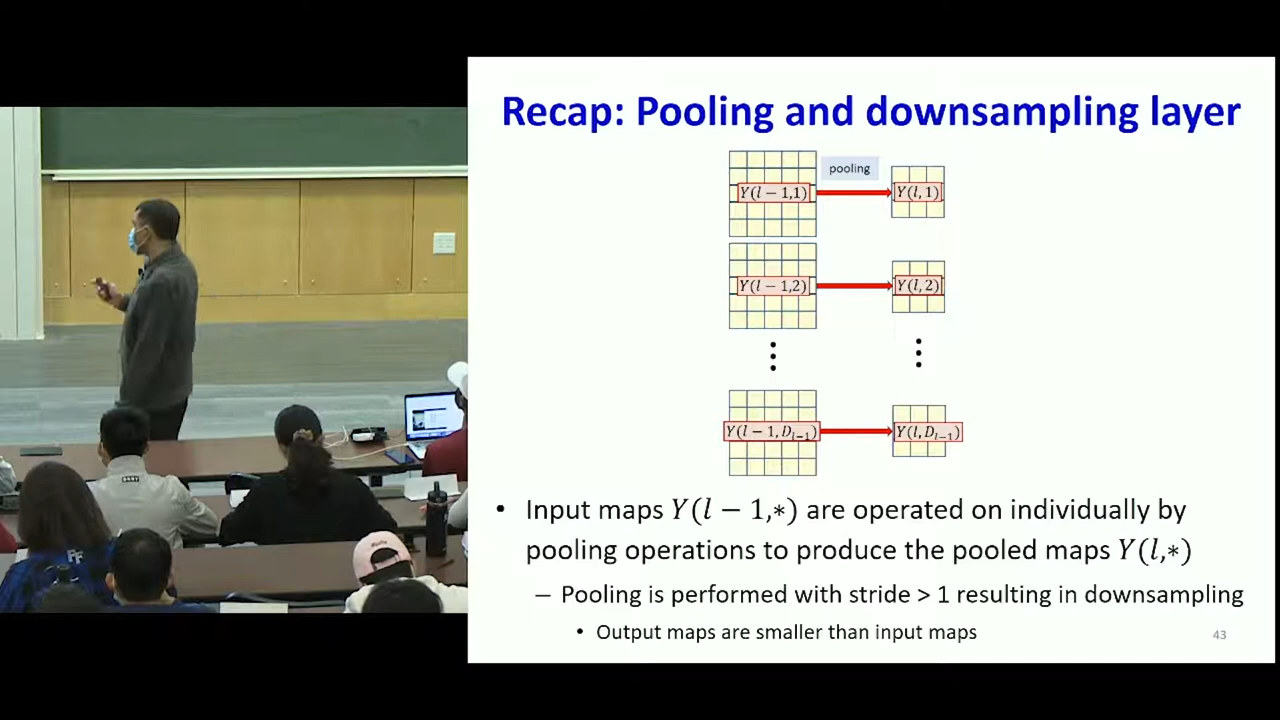 Recap: Pooling and downsampling layer
pooling
Y(l − 1,1)
Y(l, 1)
Y(l − 1,2)
Y(l, 2)
Y(l − 1, D_{l−1})
Y(l, D_{l−1})
• Input maps Y(l − 1,∗) are operated on individually by
pooling operations to produce the pooled maps Y(l,∗)
– Pooling is performed with stride > 1 resulting in downsampling
• Output maps are smaller than input maps
43